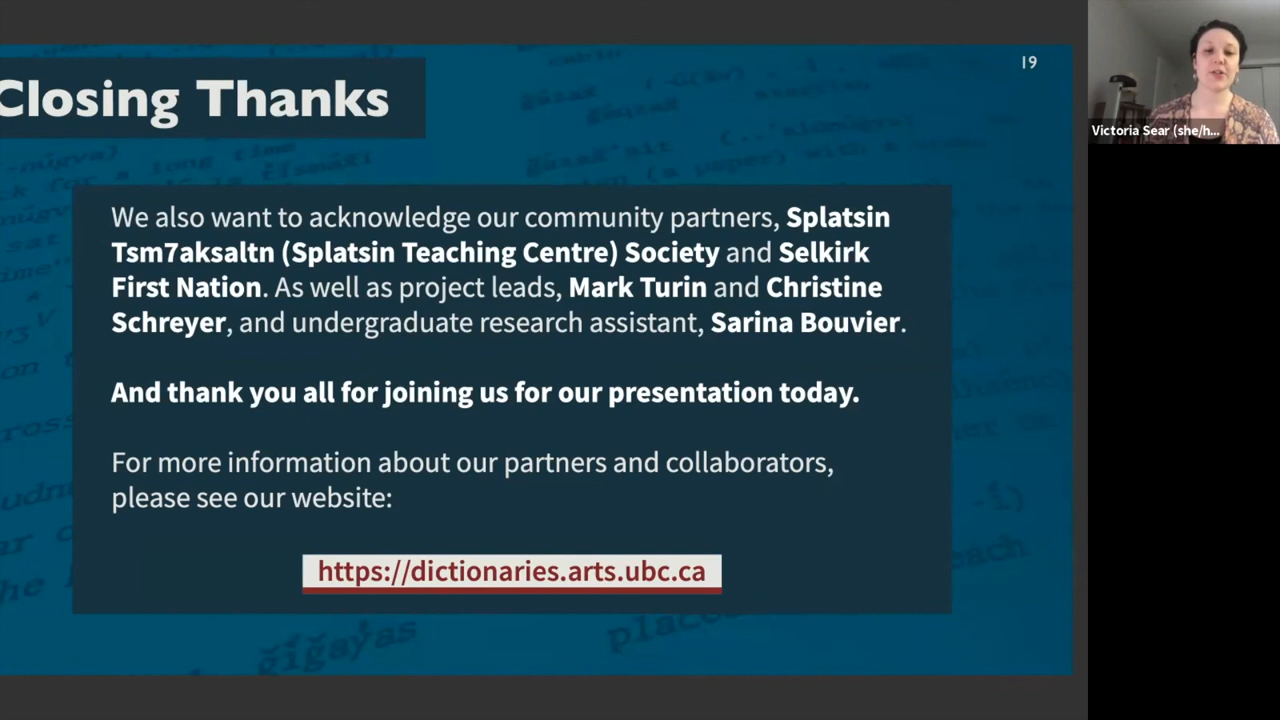 19
Closing Thanks
We also want to acknowledge our community partners, Splatsin
Tsm7aksaltn (Splatsin Teaching Centre) Society and Selkirk
First Nation. As well as project leads, Mark Turin and Christine
Schreyer, and undergraduate research assistant, Sarina Bouvier.
And thank you all for joining us for our presentation today.
For more information about our partners and collaborators,
please see our website:
https://dictionaries.arts.ubc.ca
Victoria Sear (she/h...